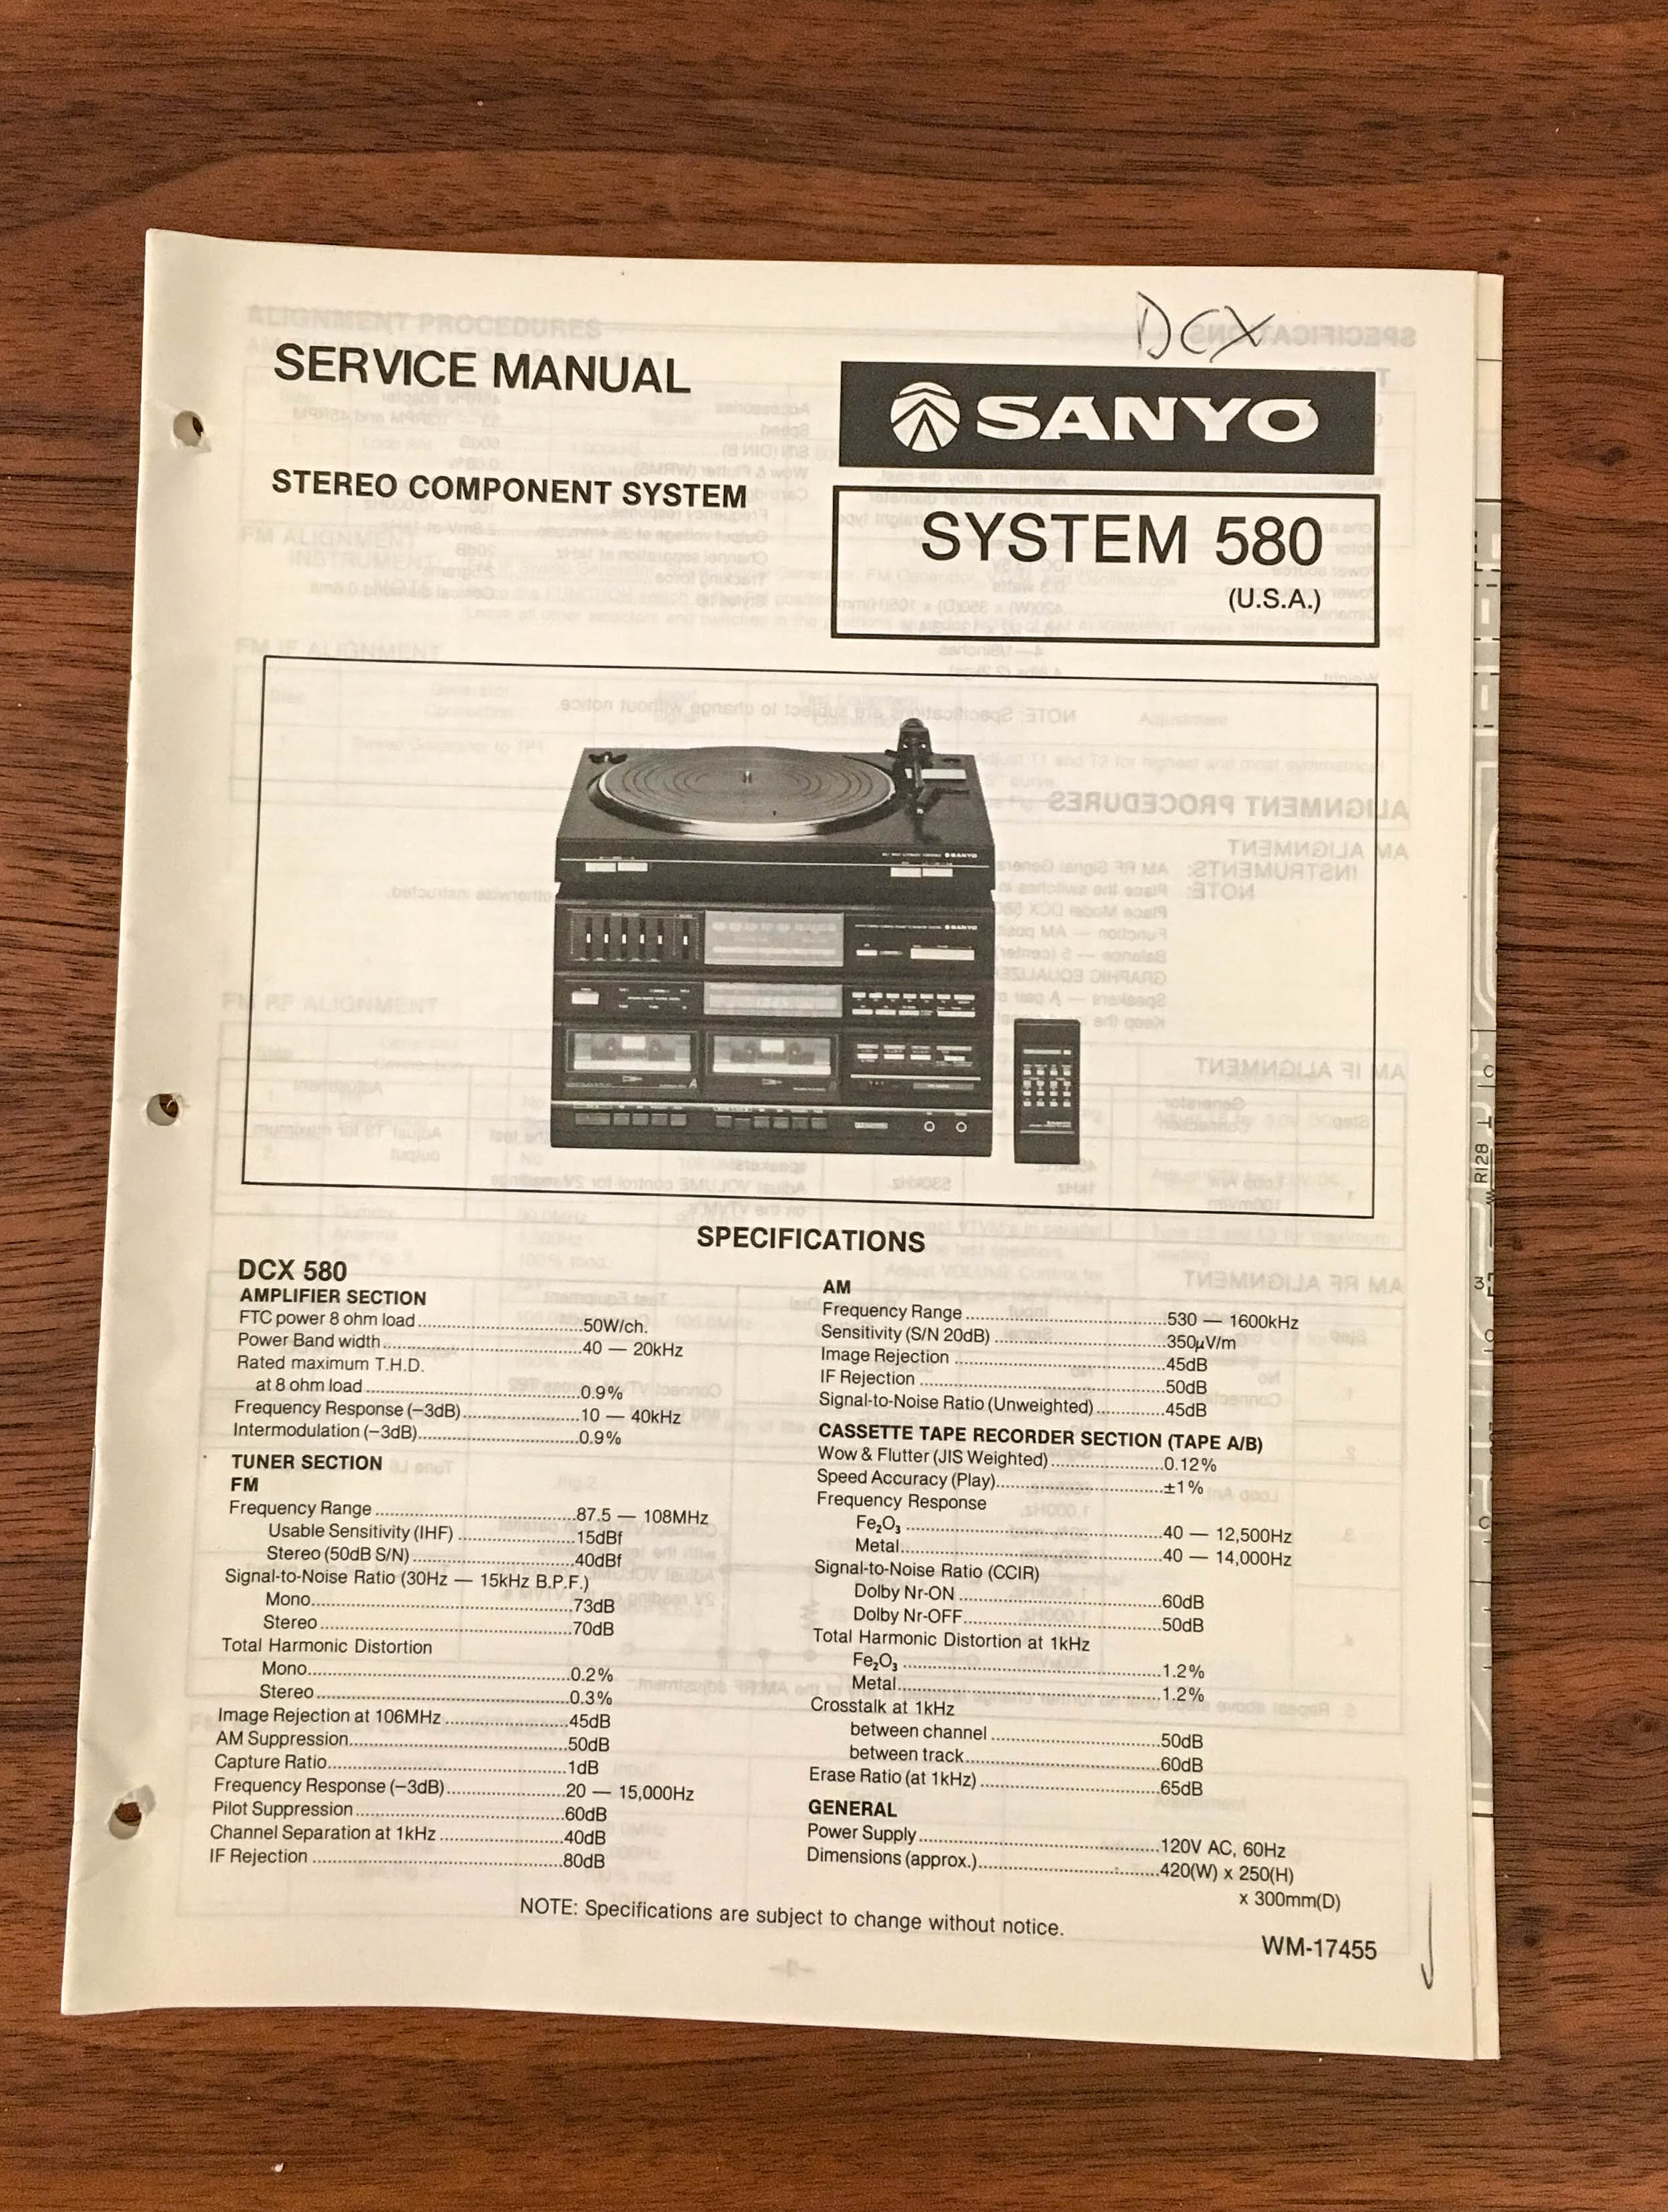 DCX
SERVICE MANUAL
SANYO
STEREO COMPONENT SYSTEM
SYSTEM 580
(U.S.A.)
SANYO
SANYO
SPECIFICATIONS
DCX 580
AMPLIFIER SECTION
FTC power 8 ohm load..........50W/ch.
Power Band width..........40 — 20kHz
Rated maximum T.H.D.
at 8 ohm load..........0.9%
Frequency Response (−3dB)..........10 — 40kHz
Intermodulation (−3dB)..........0.9%
TUNER SECTION
FM
Frequency Range..........87.5 — 108MHz
Usable Sensitivity (IHF)..........15dBf
Stereo (50dB S/N)..........40dBf
Signal-to-Noise Ratio (30Hz — 15kHz B.P.F.)
Mono..........73dB
Stereo..........70dB
Total Harmonic Distortion
Mono..........0.2%
Stereo..........0.3%
Image Rejection at 106MHz..........45dB
AM Suppression..........50dB
Capture Ratio..........1dB
Frequency Response (−3dB)..........20 — 15,000Hz
Pilot Suppression..........60dB
Channel Separation at 1kHz..........40dB
IF Rejection..........80dB
AM
Frequency Range..........530 — 1600kHz
Sensitivity (S/N 20dB)..........350μV/m
Image Rejection..........45dB
IF Rejection..........50dB
Signal-to-Noise Ratio (Unweighted)..........45dB
CASSETTE TAPE RECORDER SECTION (TAPE A/B)
Wow & Flutter (JIS Weighted)..........0.12%
Speed Accuracy (Play)..........±1%
Frequency Response
Fe₂O₃..........40 — 12,500Hz
Metal..........40 — 14,000Hz
Signal-to-Noise Ratio (CCIR)
Dolby Nr-ON..........60dB
Dolby Nr-OFF..........50dB
Total Harmonic Distortion at 1kHz
Fe₂O₃..........1.2%
Metal..........1.2%
Crosstalk at 1kHz
between channel..........50dB
between track..........60dB
Erase Ratio (at 1kHz)..........65dB
GENERAL
Power Supply..........120V AC, 60Hz
Dimensions (approx.)..........420(W) x 250(H)
x 300mm(D)
NOTE: Specifications are subject to change without notice.
WM-17455
R128